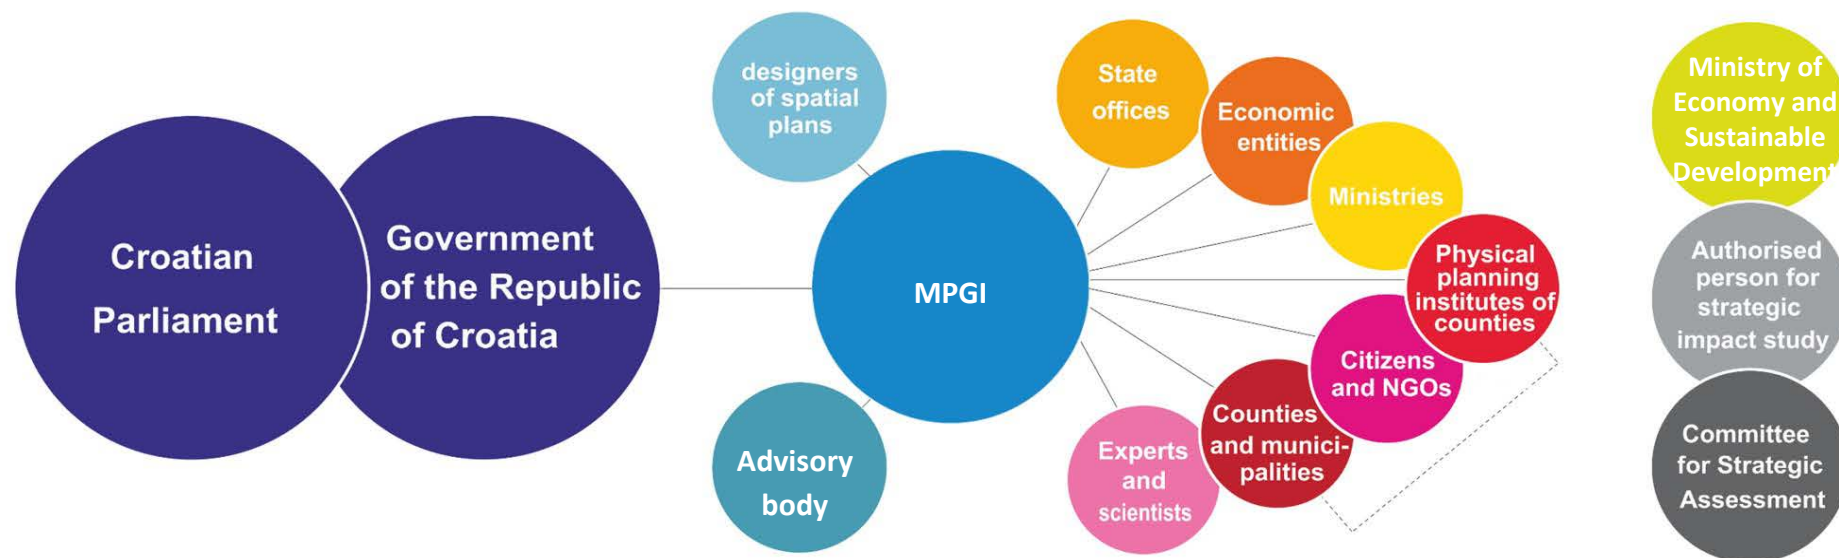 Croatian
Parliament
Government
of the Republic
of Croatia
designers
of spatial
plans
Advisory
body
MPGI
State
offices
Economic
entities
Ministries
Physical
planning
institutes of
counties
Citizens
and NGOs
Counties
and munici-
palities
Experts
and
scientists
Ministry of
Economy and
Sustainable
Development
Authorised
person for
strategic
impact study
Committee
for Strategic
Assessment